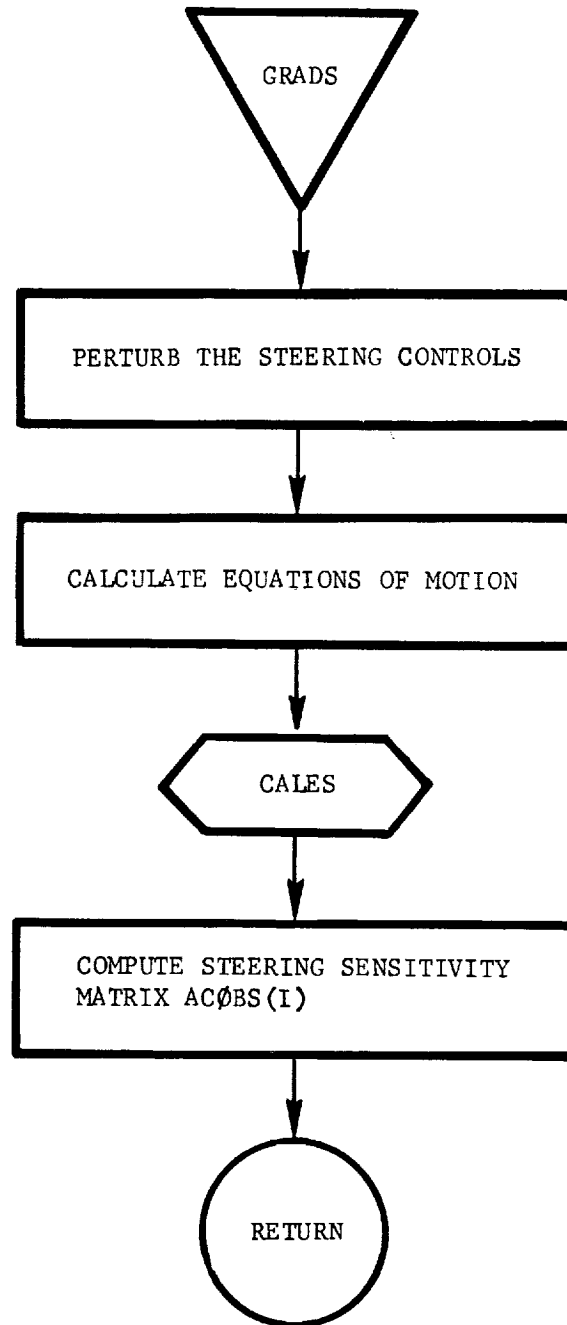 GRADS
PERTURB THE STEERING CONTROLS
CALCULATE EQUATIONS OF MOTION
CALES
COMPUTE STEERING SENSITIVITY
MATRIX ACØBS(I)
RETURN